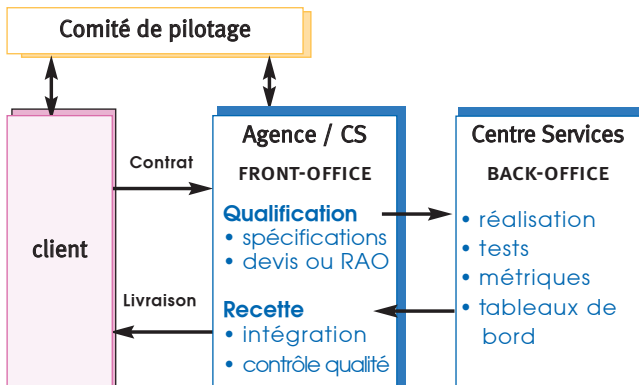 Comité de pilotage
client
Contrat
Livraison
Agence / CS
FRONT-OFFICE
Qualification
• spécifications
• devis ou RAO
Recette
• intégration
• contrôle qualité
Centre Services
BACK-OFFICE
• réalisation
• tests
• métriques
• tableaux de
bord